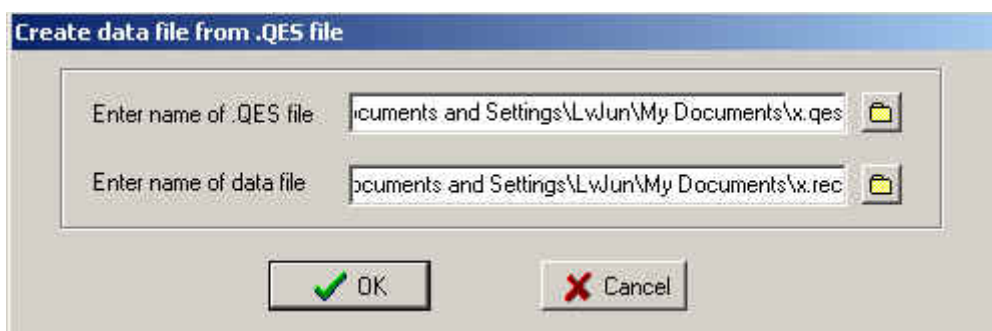 Create data file from .QES file
Enter name of .QES file ocuments and Settings\LvJun\My Documents\x.qes
Enter name of data file ocuments and Settings\LvJun\My Documents\x.rec
OK Cancel